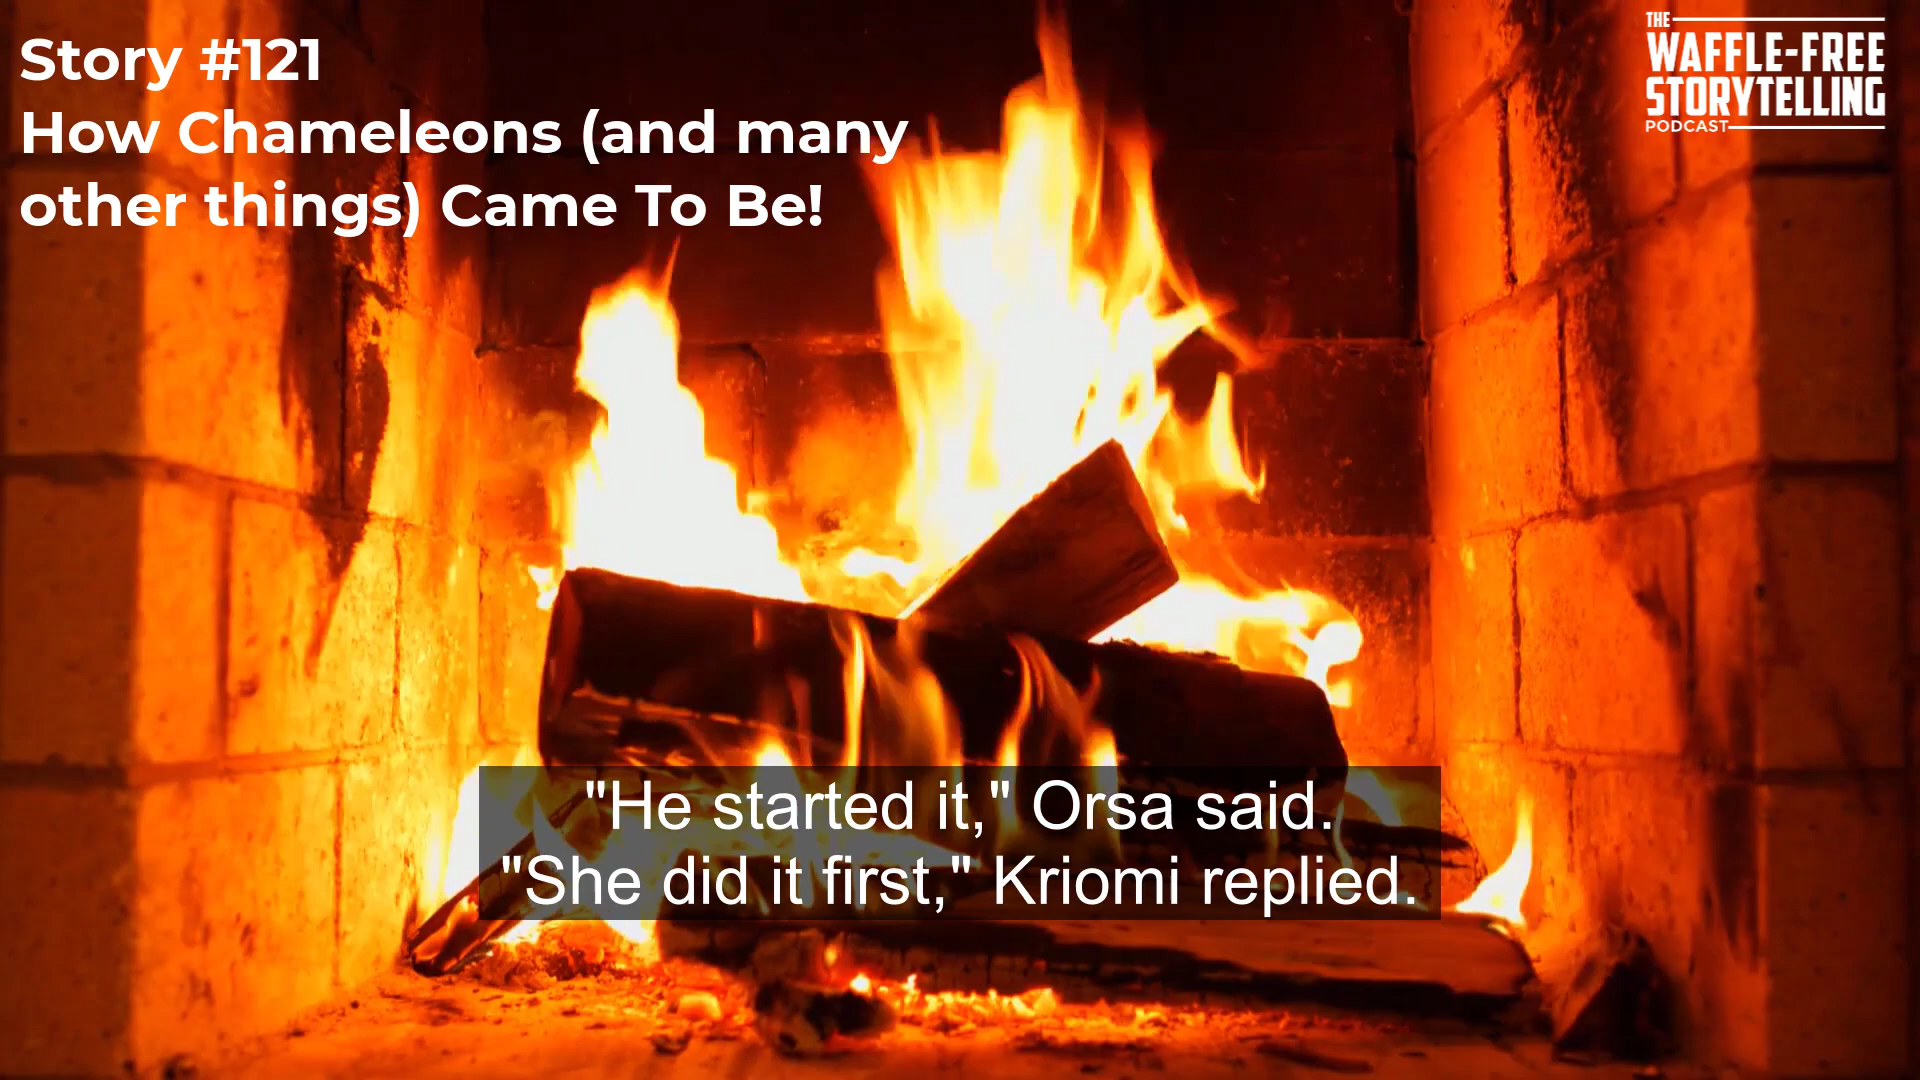 Story #121
How Chameleons (and many
other things) Came To Be!
THE
WAFFLE-FREE
STORYTELLING
PODCAST
"He started it," Orsa said.
"She did it first," Kriomi replied.